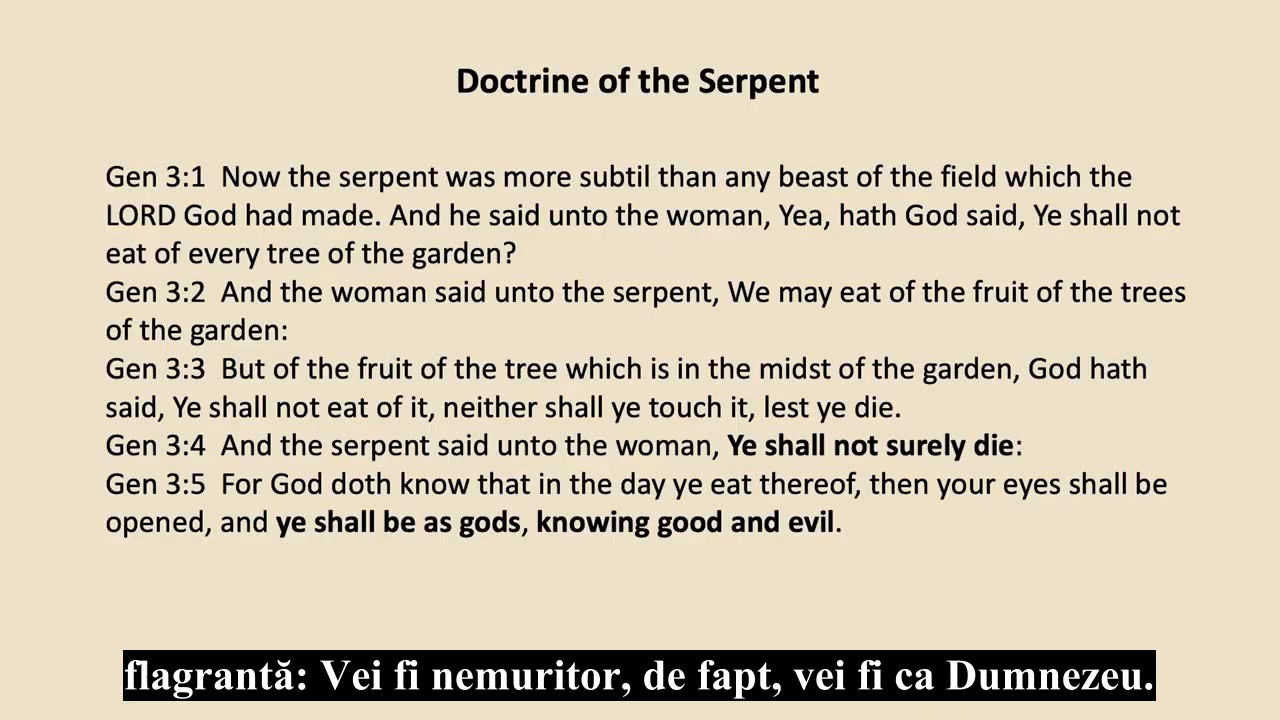 Doctrine of the Serpent
Gen 3:1  Now the serpent was more subtil than any beast of the field which the
LORD God had made. And he said unto the woman, Yea, hath God said, Ye shall not
eat of every tree of the garden?
Gen 3:2  And the woman said unto the serpent, We may eat of the fruit of the trees
of the garden:
Gen 3:3  But of the fruit of the tree which is in the midst of the garden, God hath
said, Ye shall not eat of it, neither shall ye touch it, lest ye die.
Gen 3:4  And the serpent said unto the woman, Ye shall not surely die:
Gen 3:5  For God doth know that in the day ye eat thereof, then your eyes shall be
opened, and ye shall be as gods, knowing good and evil.
flagrantă: Vei fi nemuritor, de fapt, vei fi ca Dumnezeu.